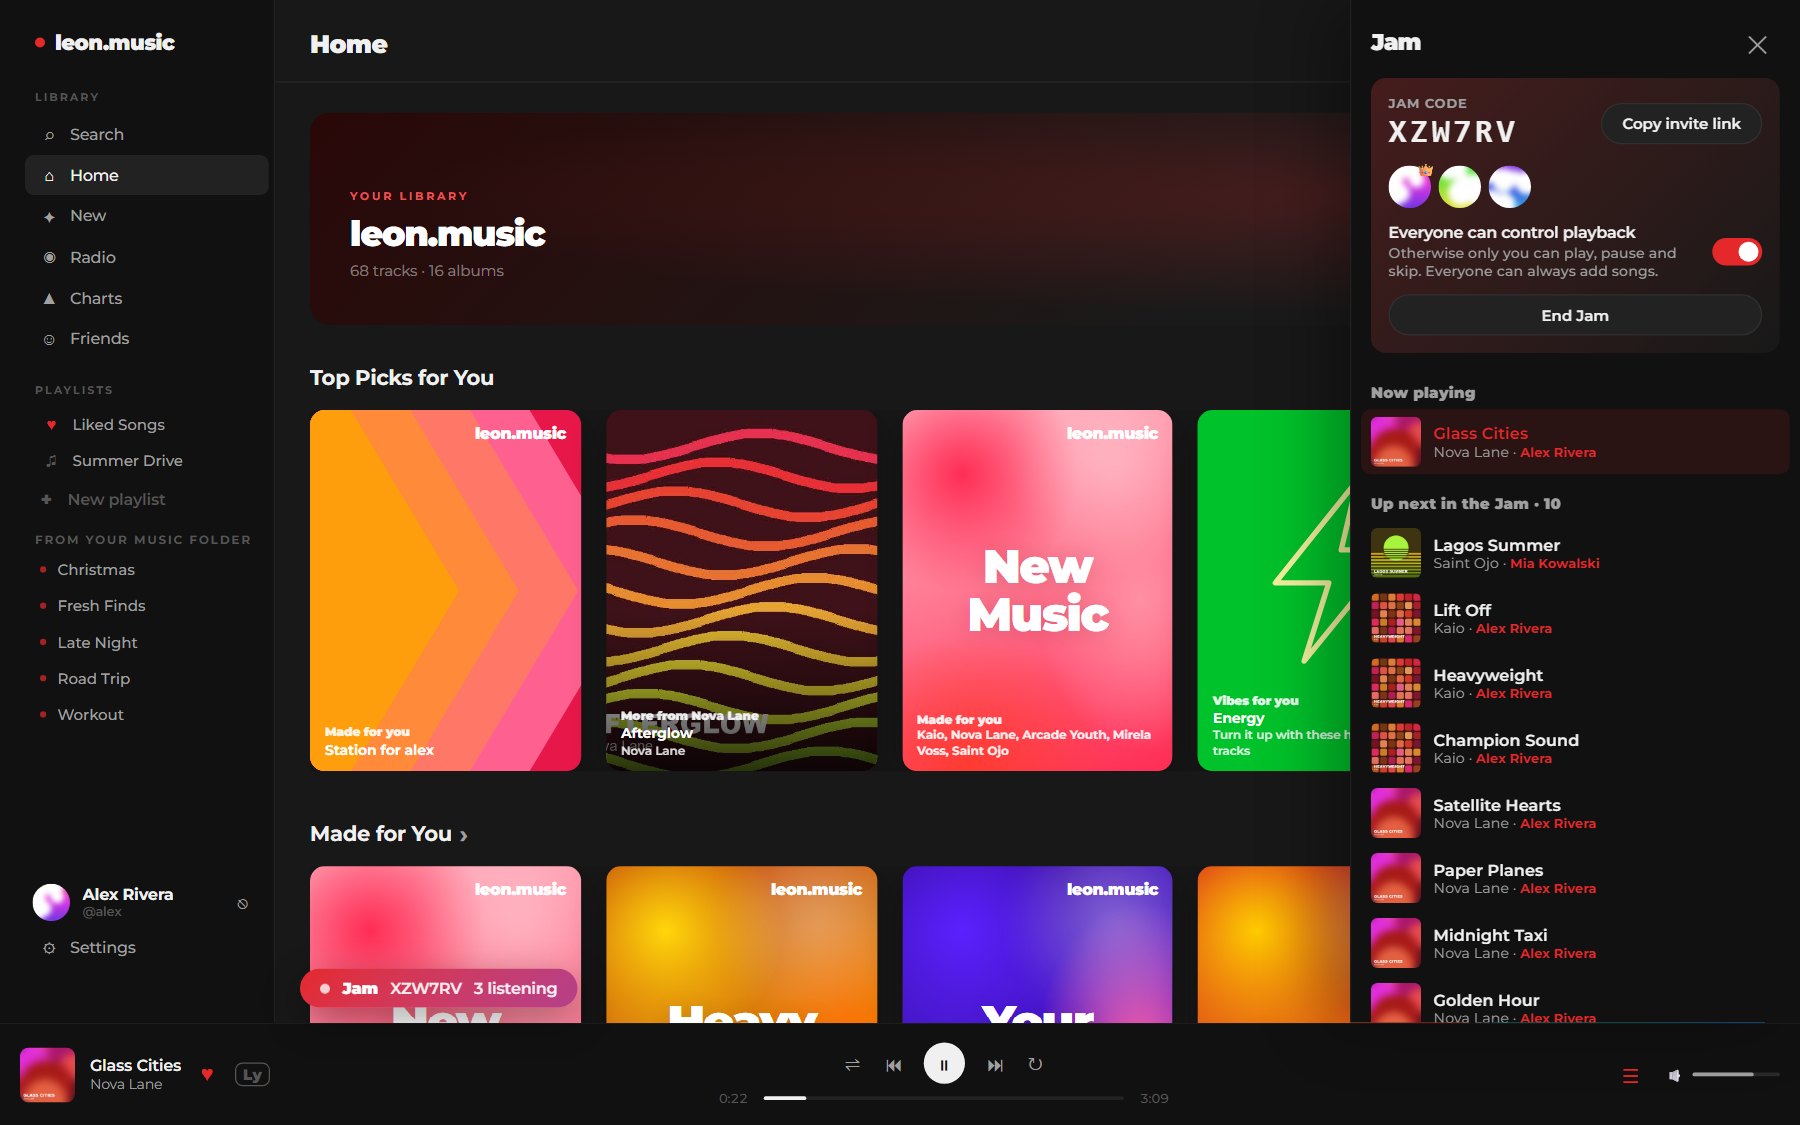 leon.music
LIBRARY
Search
Home
New
Radio
Charts
Friends
PLAYLISTS
Liked Songs
Summer Drive
New playlist
FROM YOUR MUSIC FOLDER
Christmas
Fresh Finds
Late Night
Road Trip
Workout
Alex Rivera
@alex
Settings
Home
YOUR LIBRARY
leon.music
68 tracks · 16 albums
Top Picks for You
leon.music
Made for you
Station for alex
More from Nova Lane
Afterglow
Nova Lane
leon.music
New
Music
Made for you
Kaio, Nova Lane, Arcade Youth, Mirela
Voss, Saint Ojo
Vibes for you
Energy
Turn it up with these
tracks
Made for You ›
leon.music
New
leon.music
Heavy
leon.music
Your
Jam XZW7RV 3 listening
Jam
JAM CODE
XZW7RV
Copy invite link
Everyone can control playback
Otherwise only you can play, pause and
skip. Everyone can always add songs.
End Jam
Now playing
Glass Cities
Nova Lane · Alex Rivera
Up next in the Jam · 10
Lagos Summer
Saint Ojo · Mia Kowalski
Lift Off
Kaio · Alex Rivera
Heavyweight
Kaio · Alex Rivera
Champion Sound
Kaio · Alex Rivera
Satellite Hearts
Nova Lane · Alex Rivera
Paper Planes
Nova Lane · Alex Rivera
Midnight Taxi
Nova Lane · Alex Rivera
Golden Hour
Nova Lane · Alex Rivera
Glass Cities
Nova Lane
Ly
0:22
3:09